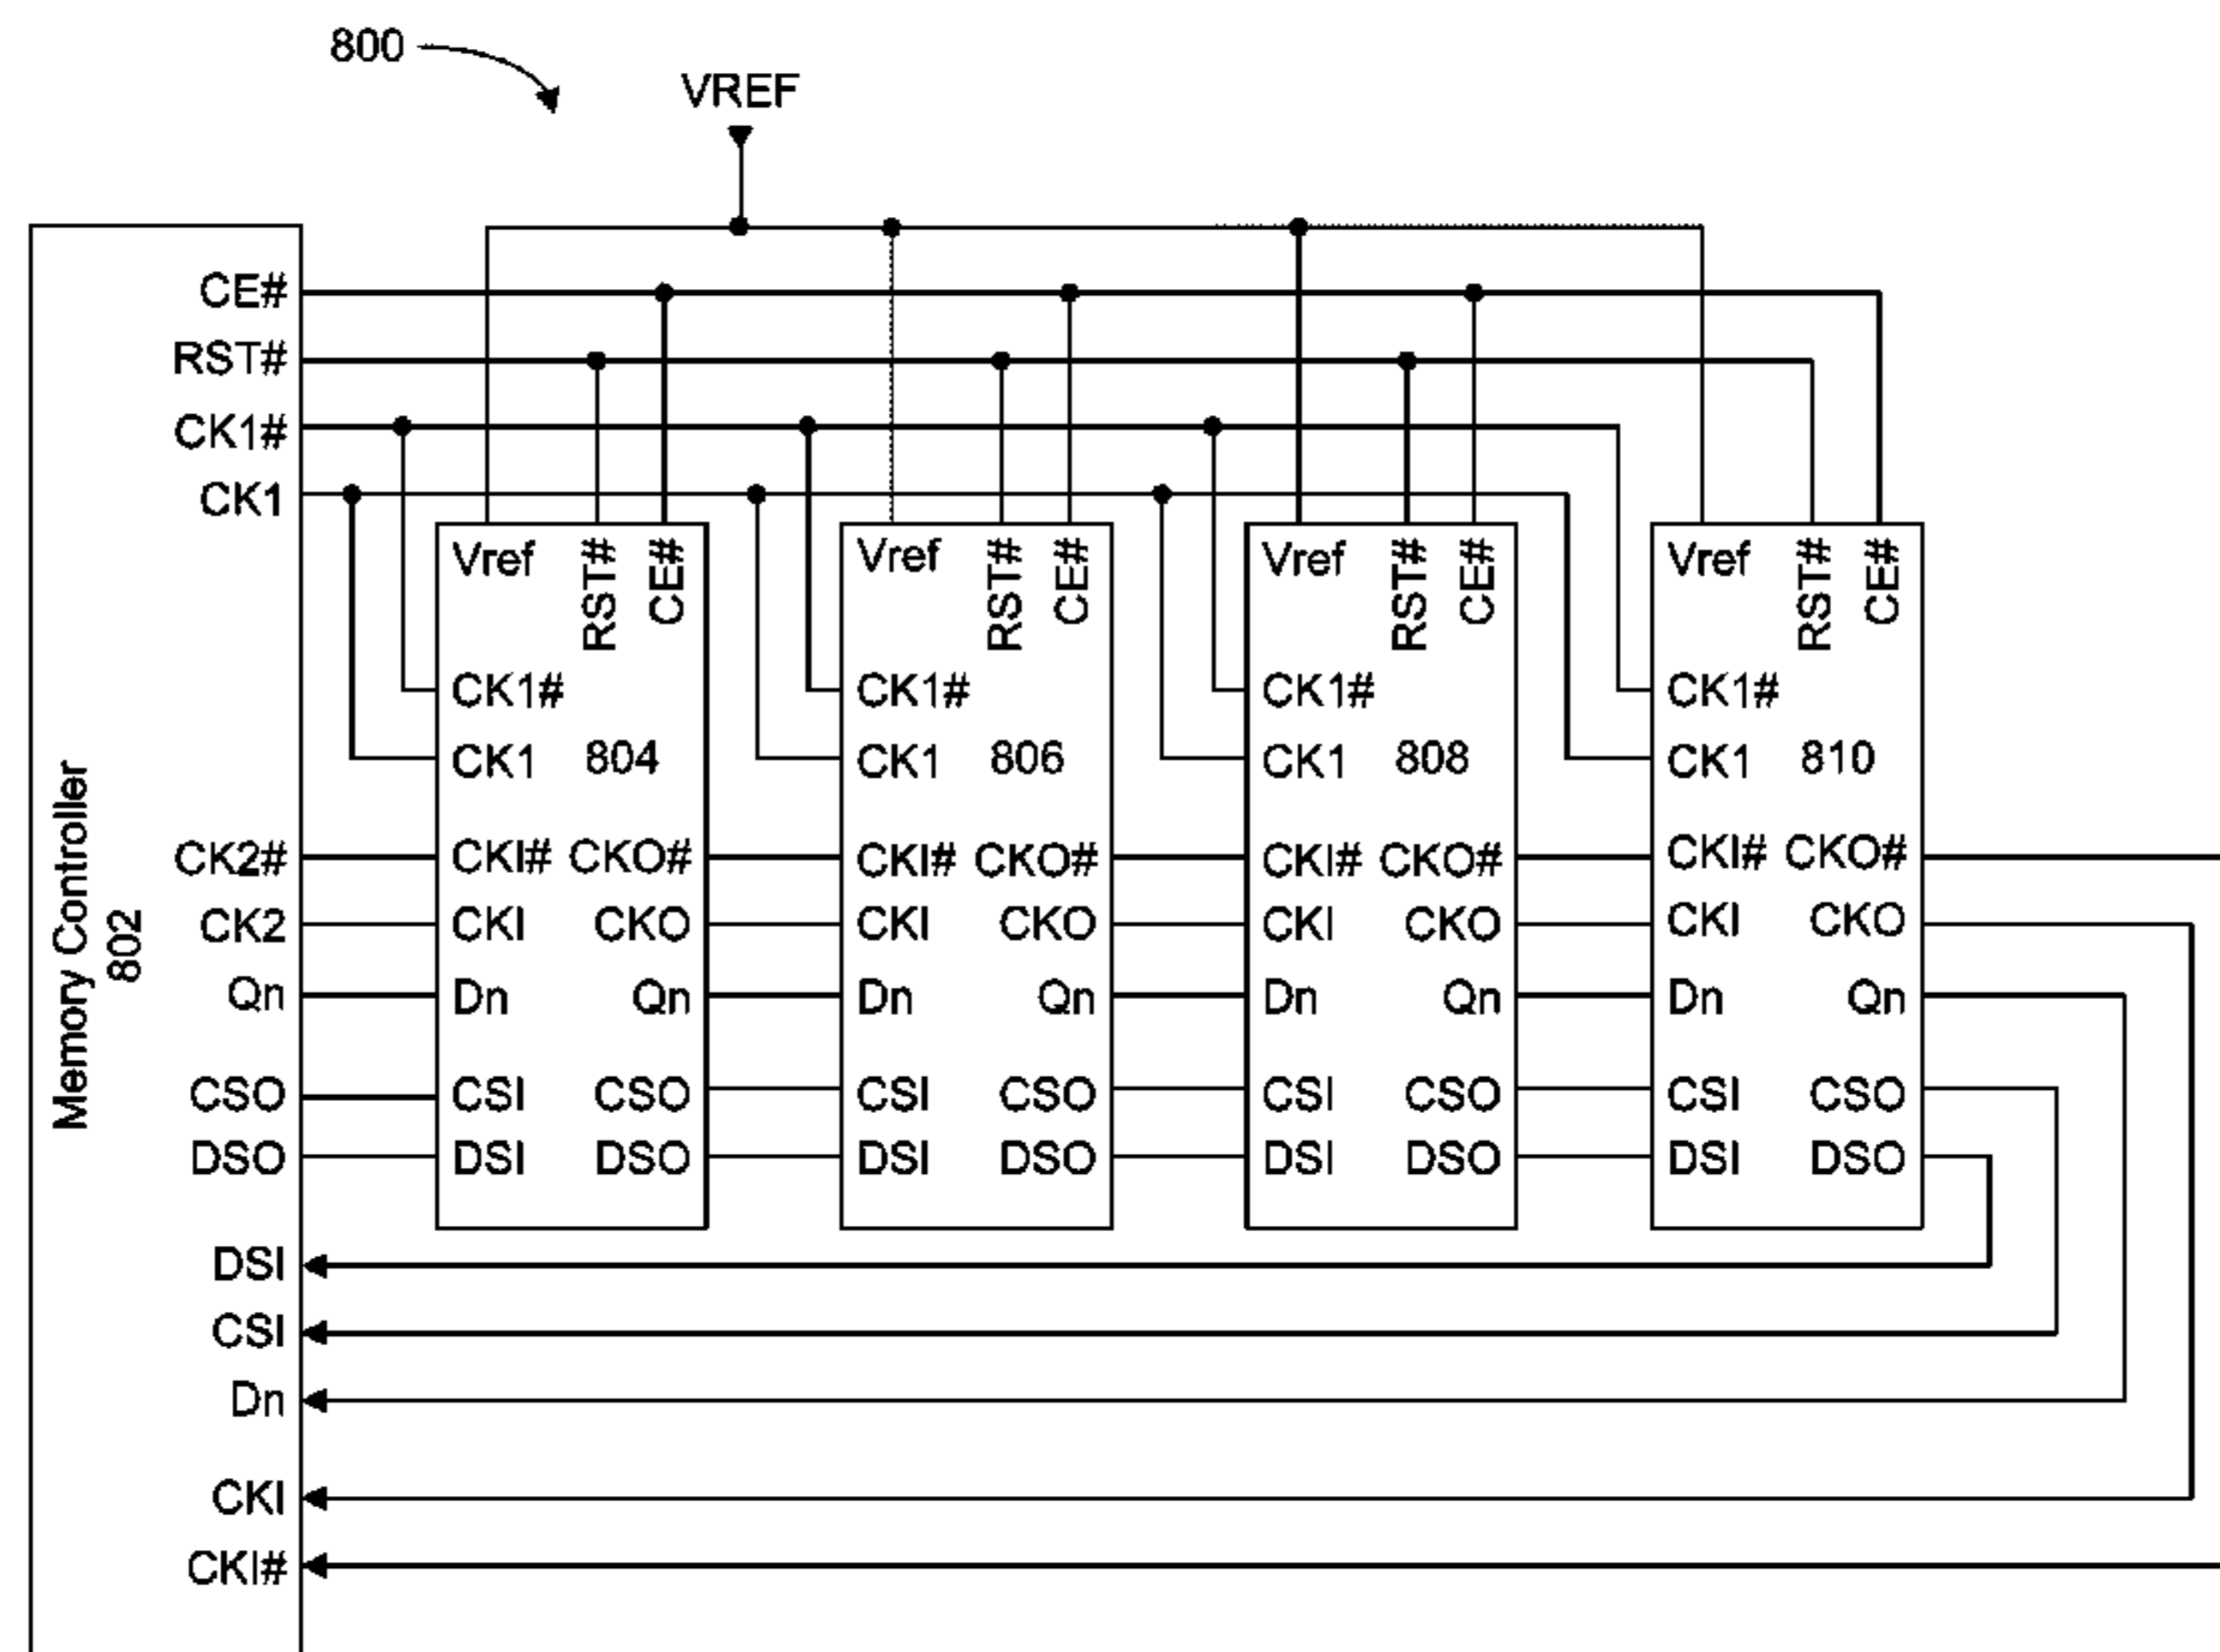 800
VREF
CE#
RST#
CK1#
CK1
Vref RST# CE# Vref RST# CE# Vref RST# CE# Vref RST# CE#
CK1# CK1# CK1# CK1#
CK1 804 CK1 806 CK1 808 CK1 810
Memory Controller
802
CK2# CKI# CKO# CKI# CKO# CKI# CKO# CKI# CKO#
CK2 CKI CKO CKI CKO CKI CKO CKI CKO
Qn Dn Qn Dn Qn Dn Qn Dn Qn
CSO CSI CSO CSI CSO CSI CSO CSI CSO
DSO DSI DSO DSI DSO DSI DSO DSI DSO
DSI
CSI
Dn
CKI
CKI#